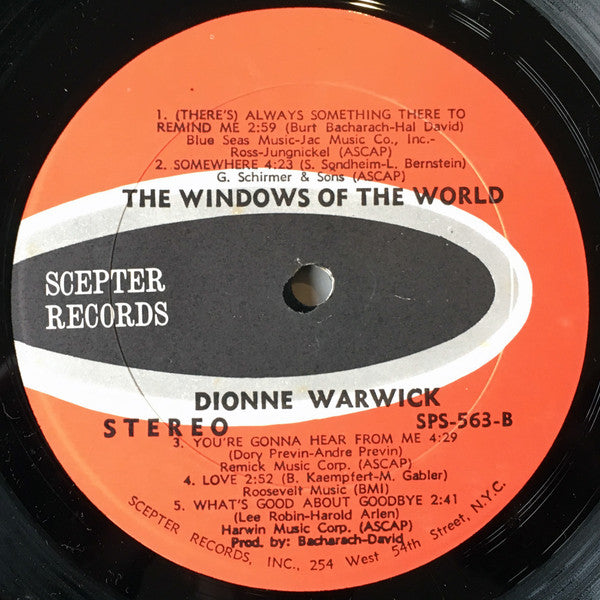 1. (THERE'S) ALWAYS SOMETHING THERE TO
REMIND ME 2:59 (Burt Bacharach-Hal David)
Blue Seas Music-Jac Music Co., Inc.-
Ross-Jungnickel (ASCAP)
2. SOMEWHERE 4:23 (S. Sondheim-L. Bernstein)
G. Schirmer & Sons (ASCAP)
THE WINDOWS OF THE WORLD
SCEPTER
RECORDS
DIONNE WARWICK
STEREO SPS-563-B
3. YOU'RE GONNA HEAR FROM ME 4:29
(Dory Previn-Andre Previn)
Remick Music Corp. (ASCAP)
4. LOVE 2:52 (B. Kaempfert-M. Gabler)
Roosevelt Music (BMI)
5. WHAT'S GOOD ABOUT GOODBYE 2:41
(Lee Robin-Harold Arlen)
Harwin Music Corp. (ASCAP)
Prod. by: Bacharach-David
SCEPTER RECORDS, INC., 254 West 54th Street, N.Y.C.